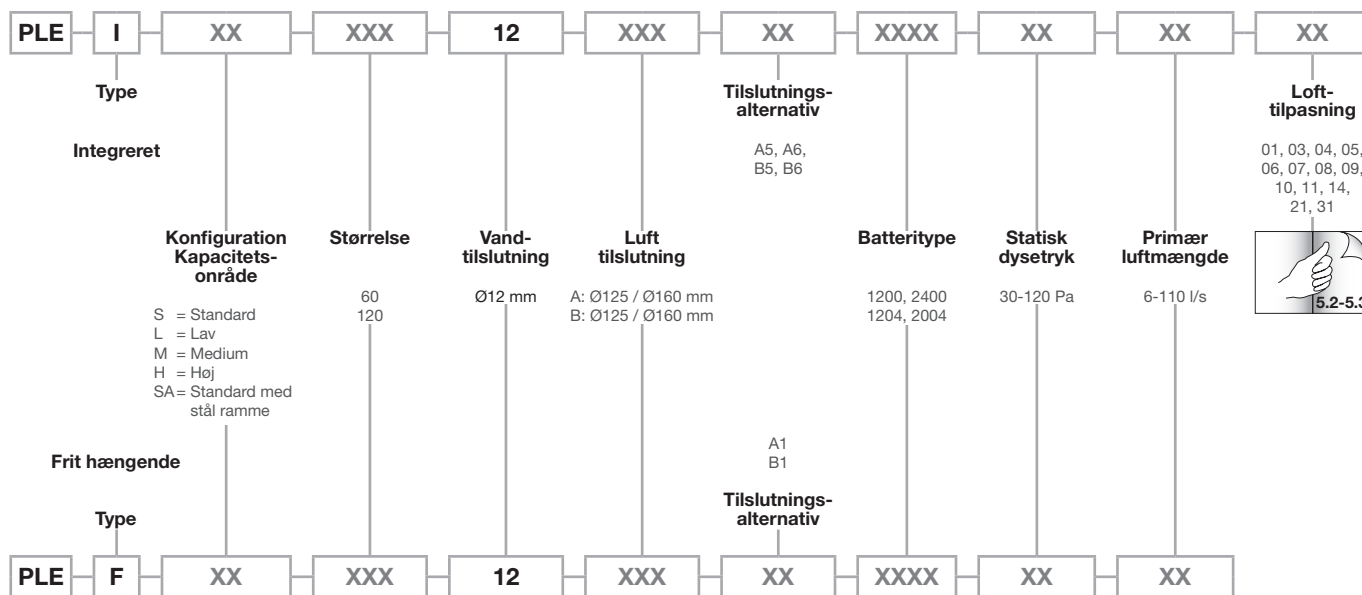 PLE I XX XXX 12 XXX XX XXXX XX XX XX
Type
Integreret
Konfiguration
Kapacitets-
område
S = Standard
L = Lav
M = Medium
H = Høj
SA = Standard med
stål ramme
Størrelse
60
120
Vand-
tilslutning
Ø12 mm
Luft
tilslutning
A: Ø125 / Ø160 mm
B: Ø125 / Ø160 mm
Tilslutnings-
alternativ
A5, A6,
B5, B6
Batteritype
1200, 2400
1204, 2004
Statisk
dysetryk
30-120 Pa
Primær
luftmængde
6-110 l/s
Loft-
tilpasning
01, 03, 04, 05,
06, 07, 08, 09,
10, 11, 14,
21, 31
5.2-5.3
Frit hængende
Type
A1
B1
Tilslutnings-
alternativ
PLE F XX XXX 12 XXX XX XXXX XX XX